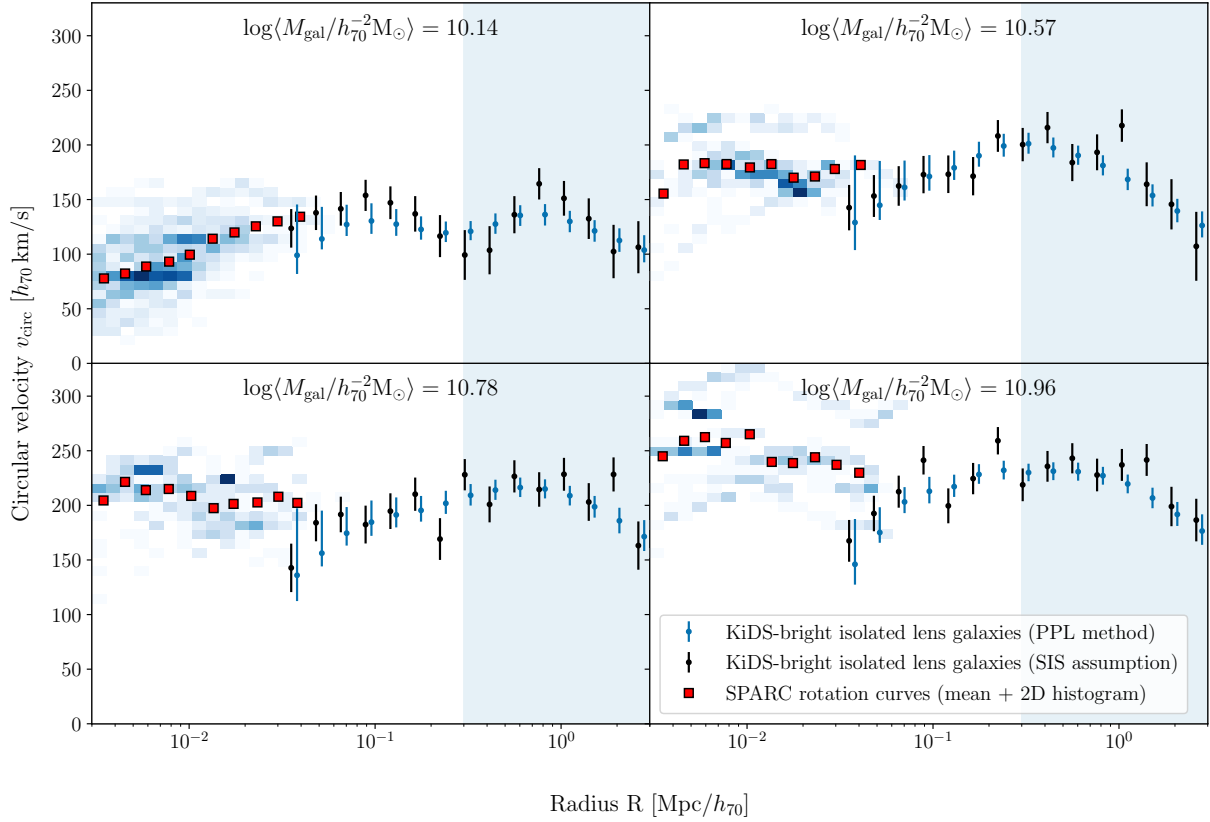 log⟨M_gal/h_70^−2 M_⊙⟩ = 10.14
log⟨M_gal/h_70^−2 M_⊙⟩ = 10.57
300
250
200
150
100
50
0
log⟨M_gal/h_70^−2 M_⊙⟩ = 10.78
log⟨M_gal/h_70^−2 M_⊙⟩ = 10.96
300
250
200
150
100
50
0
Circular velocity v_circ [h_70 km/s]
KiDS-bright isolated lens galaxies (PPL method)
KiDS-bright isolated lens galaxies (SIS assumption)
SPARC rotation curves (mean + 2D histogram)
10^−2 10^−1 10^0 10^−2 10^−1 10^0
Radius R [Mpc/h_70]